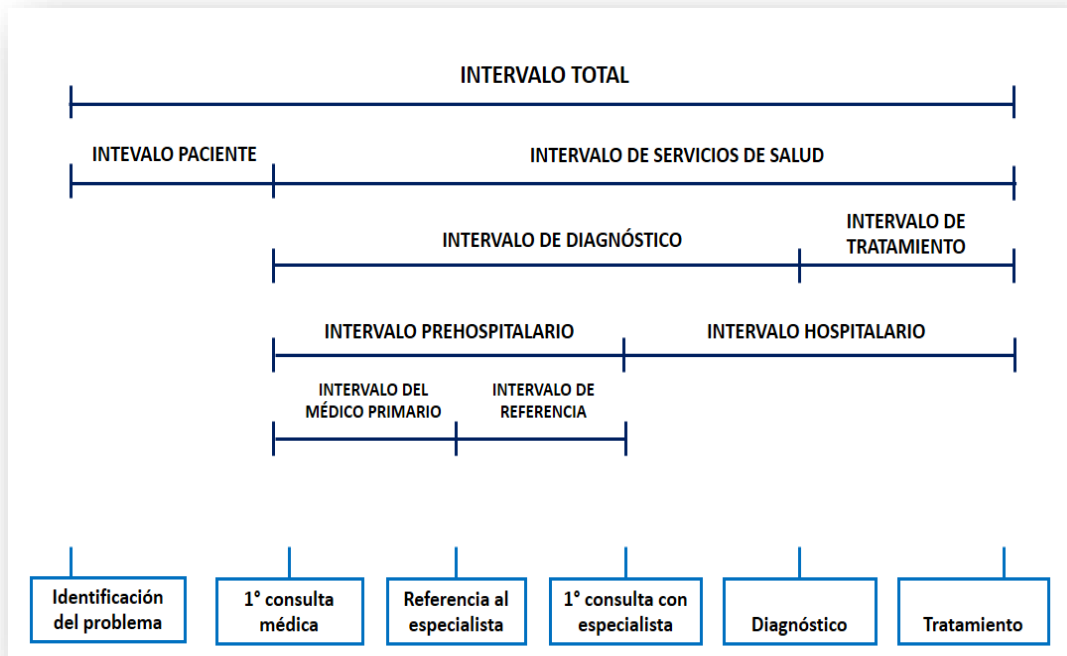 INTERVALO TOTAL
INTEVALO PACIENTE
INTERVALO DE SERVICIOS DE SALUD
INTERVALO DE DIAGNÓSTICO
INTERVALO DE
TRATAMIENTO
INTERVALO PREHOSPITALARIO
INTERVALO HOSPITALARIO
INTERVALO DEL
MÉDICO PRIMARIO
INTERVALO DE
REFERENCIA
Identificación
del problema
1° consulta
médica
Referencia al
especialista
1° consulta con
especialista
Diagnóstico
Tratamiento